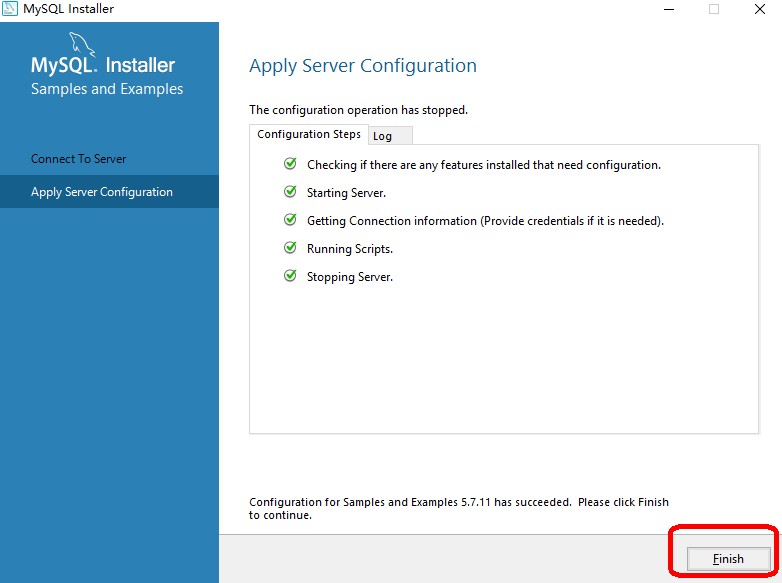 MySQL Installer
MySQL. Installer
Samples and Examples
Connect To Server
Apply Server Configuration
Apply Server Configuration
The configuration operation has stopped.
Configuration Steps
Log
Checking if there are any features installed that need configuration.
Starting Server.
Getting Connection information (Provide credentials if it is needed).
Running Scripts.
Stopping Server.
Configuration for Samples and Examples 5.7.11 has succeeded. Please click Finish
to continue.
Finish